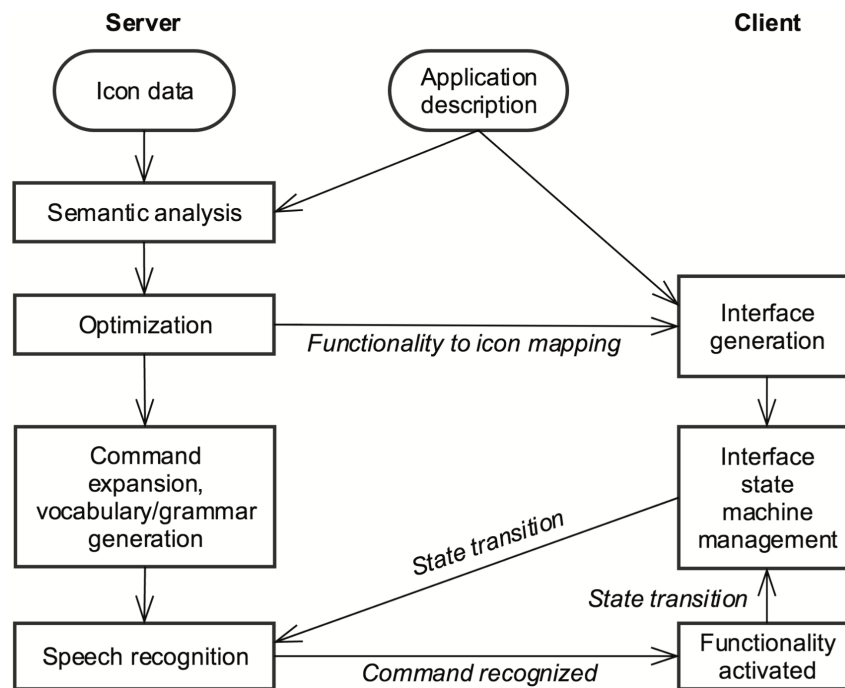 Server
Client
Icon data
Application
description
Semantic analysis
Optimization
Functionality to icon mapping
Interface
generation
Command
expansion,
vocabulary/grammar
generation
Interface
state
machine
management
State transition
State transition
Speech recognition
Command recognized
Functionality
activated